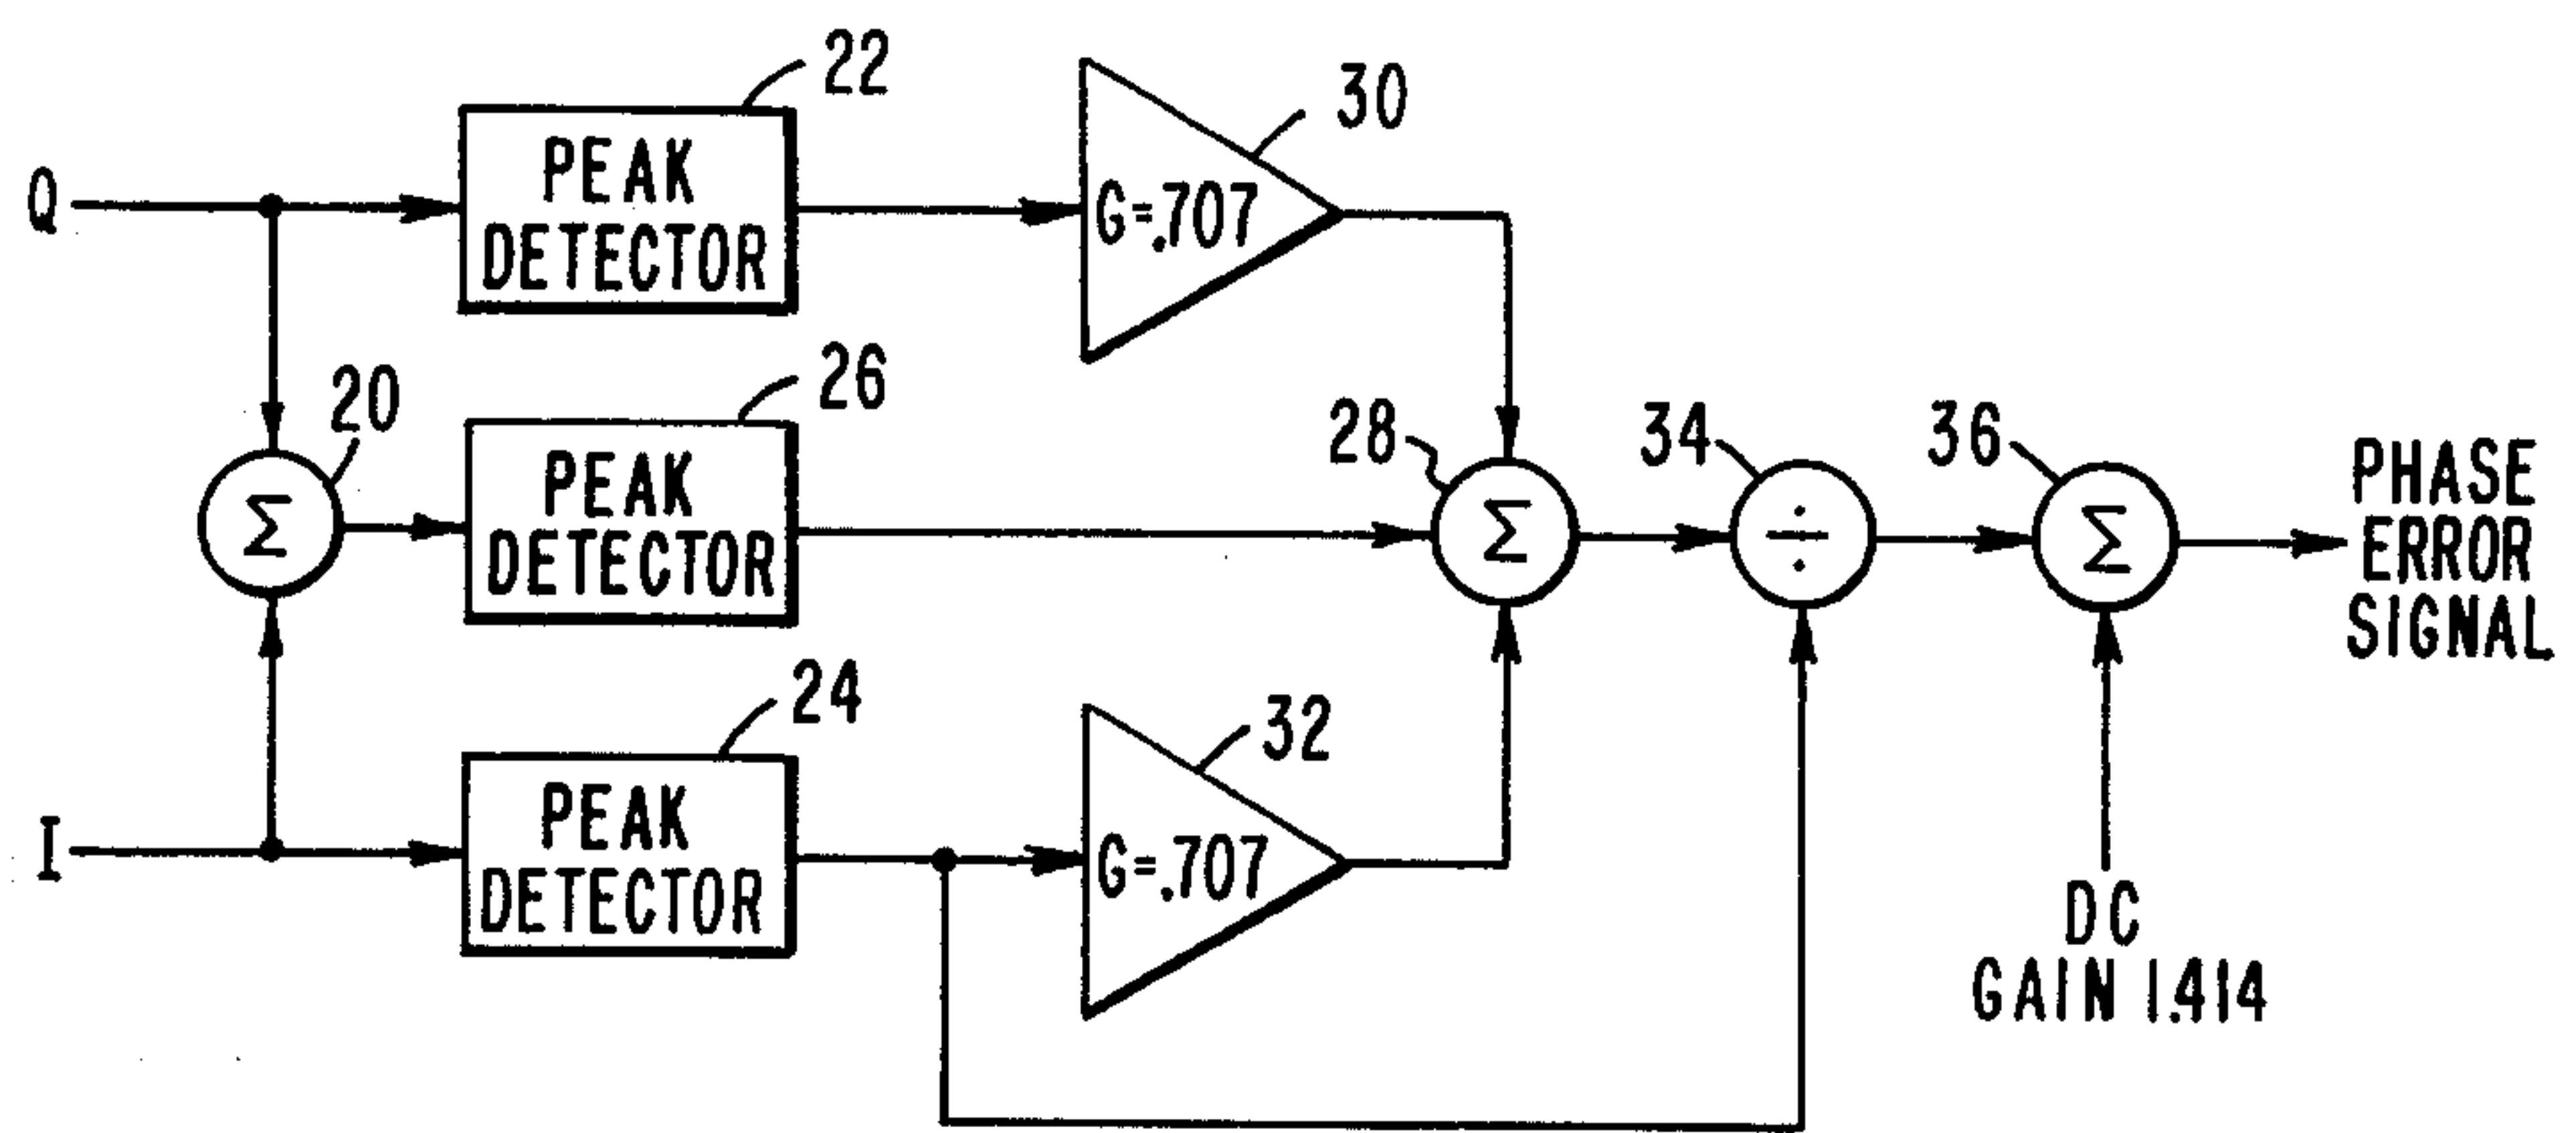 22
30
PEAK
DETECTOR
Q
G=.707
26
20
PEAK
DETECTOR
Σ
28
34
36
Σ
÷
Σ
PHASE
ERROR
SIGNAL
24
32
PEAK
DETECTOR
I
G=.707
DC
GAIN 1.414